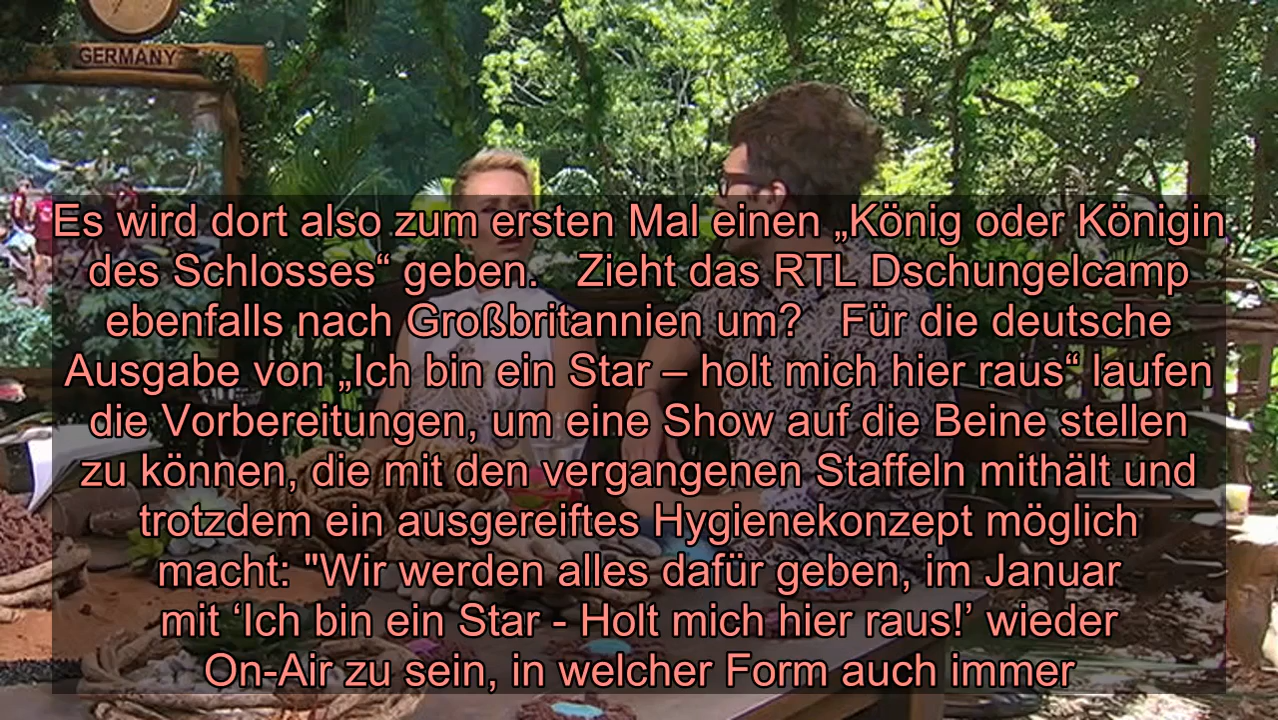 GERMANY
Es wird dort also zum ersten Mal einen „König oder Königin
des Schlosses“ geben.   Zieht das RTL Dschungelcamp
ebenfalls nach Großbritannien um?   Für die deutsche
Ausgabe von „Ich bin ein Star – holt mich hier raus“ laufen
die Vorbereitungen, um eine Show auf die Beine stellen
zu können, die mit den vergangenen Staffeln mithält und
trotzdem ein ausgereiftes Hygienekonzept möglich
macht: "Wir werden alles dafür geben, im Januar
mit ‘Ich bin ein Star - Holt mich hier raus!’ wieder
On-Air zu sein, in welcher Form auch immer